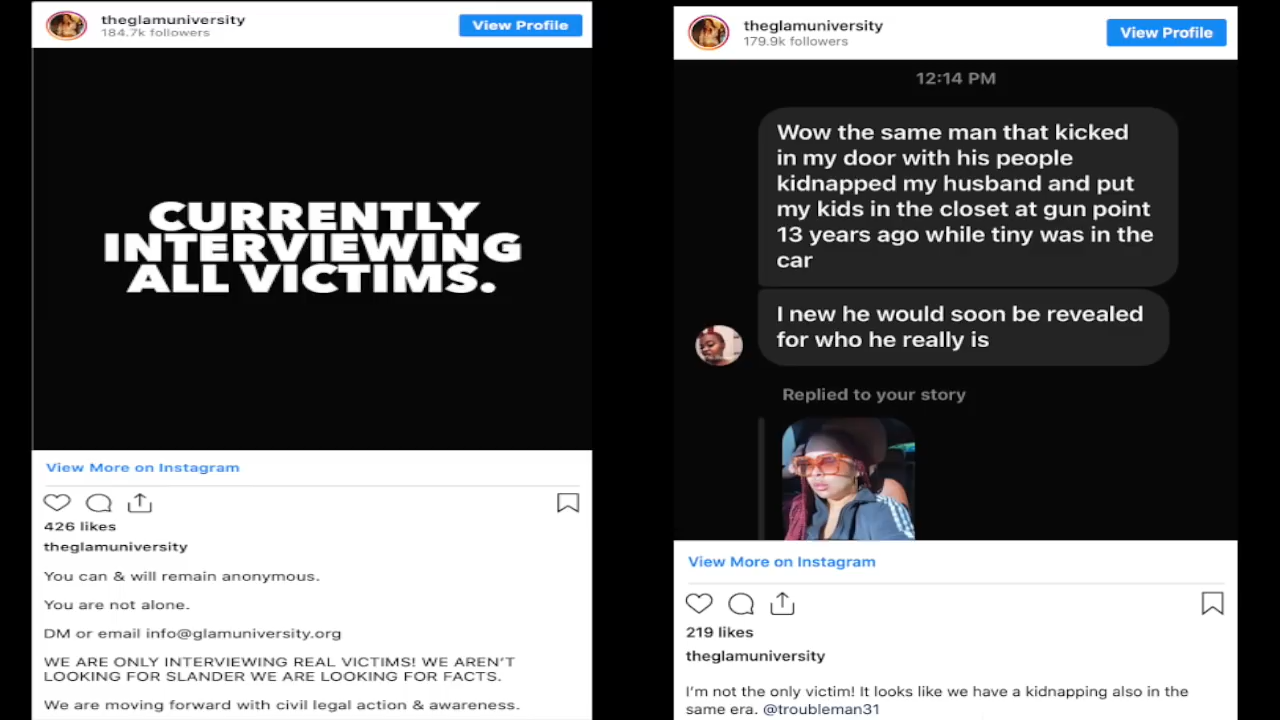 theglamuniversity
184.7k followers
View Profile
CURRENTLY
INTERVIEWING
ALL VICTIMS.
View More on Instagram
426 likes
theglamuniversity
You can & will remain anonymous.
You are not alone.
DM or email info@glamuniversity.org
WE ARE ONLY INTERVIEWING REAL VICTIMS! WE AREN'T
LOOKING FOR SLANDER WE ARE LOOKING FOR FACTS.
We are moving forward with civil legal action & awareness.
theglamuniversity
179.9k followers
View Profile
12:14 PM
Wow the same man that kicked
in my door with his people
kidnapped my husband and put
my kids in the closet at gun point
13 years ago while tiny was in the
car
I new he would soon be revealed
for who he really is
Replied to your story
View More on Instagram
219 likes
theglamuniversity
I'm not the only victim! It looks like we have a kidnapping also in the
same era. @troubleman31